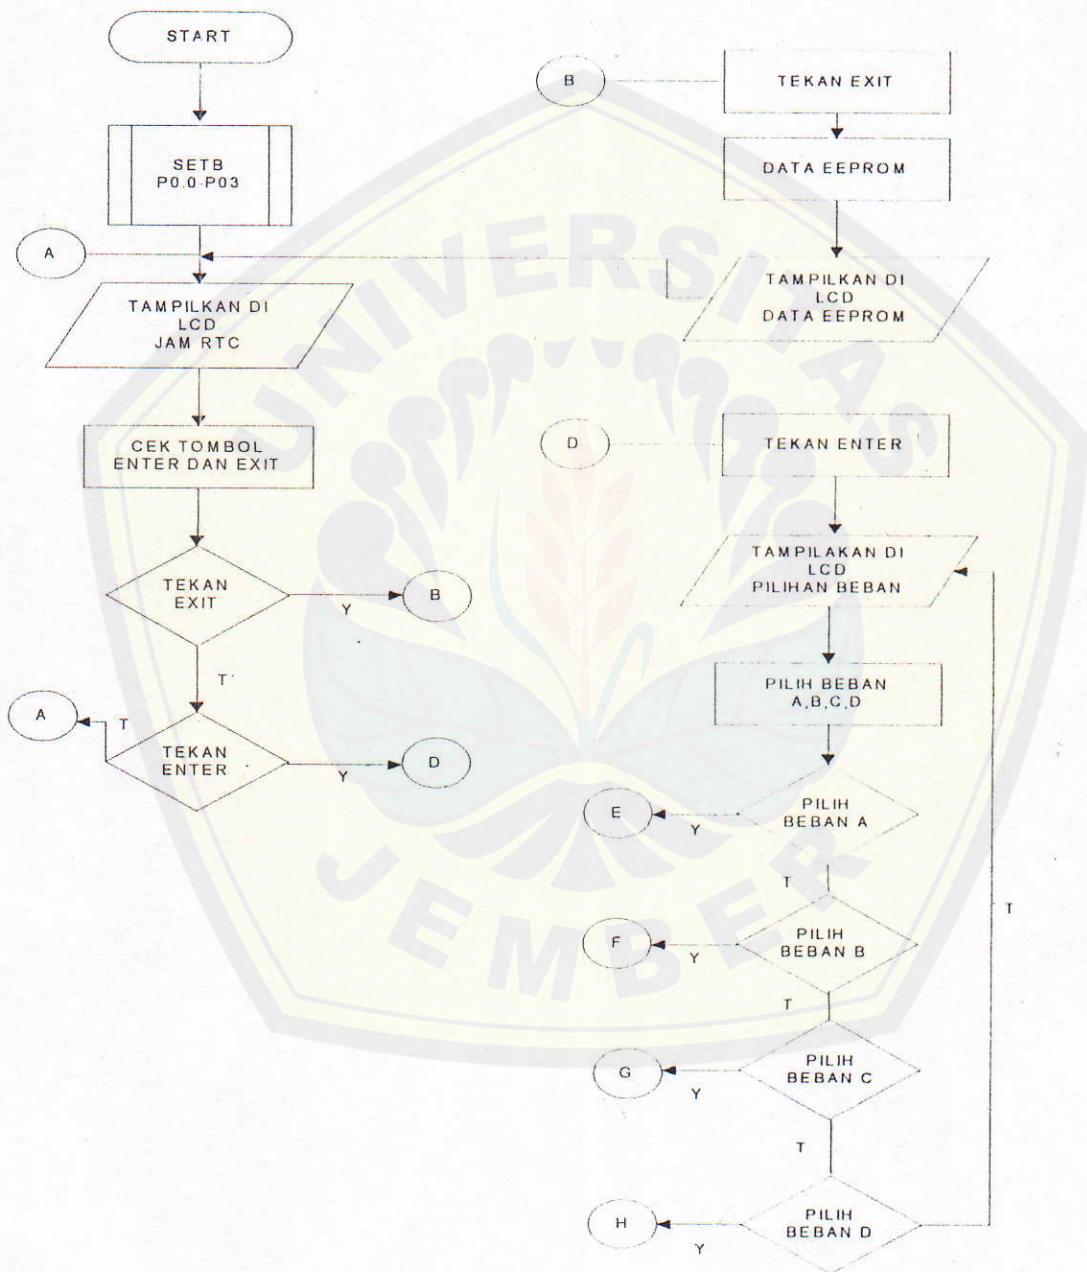 START
SETB
P0.0-P03
A
TAMPILKAN DI
LCD
JAM RTC
CEK TOMBOL
ENTER DAN EXIT
TEKAN
EXIT
Y
B
T
TEKAN
ENTER
T
A
Y
D
B
TEKAN EXIT
DATA EEPROM
TAMPILKAN DI
LCD
DATA EEPROM
D
TEKAN ENTER
TAMPILAKAN DI
LCD
PILIHAN BEBAN
PILIH BEBAN
A,B,C,D
PILIH
BEBAN A
Y
E
T
PILIH
BEBAN B
Y
F
T
PILIH
BEBAN C
Y
G
T
PILIH
BEBAN D
Y
H
T
UNIVERSITAS
JEMBER